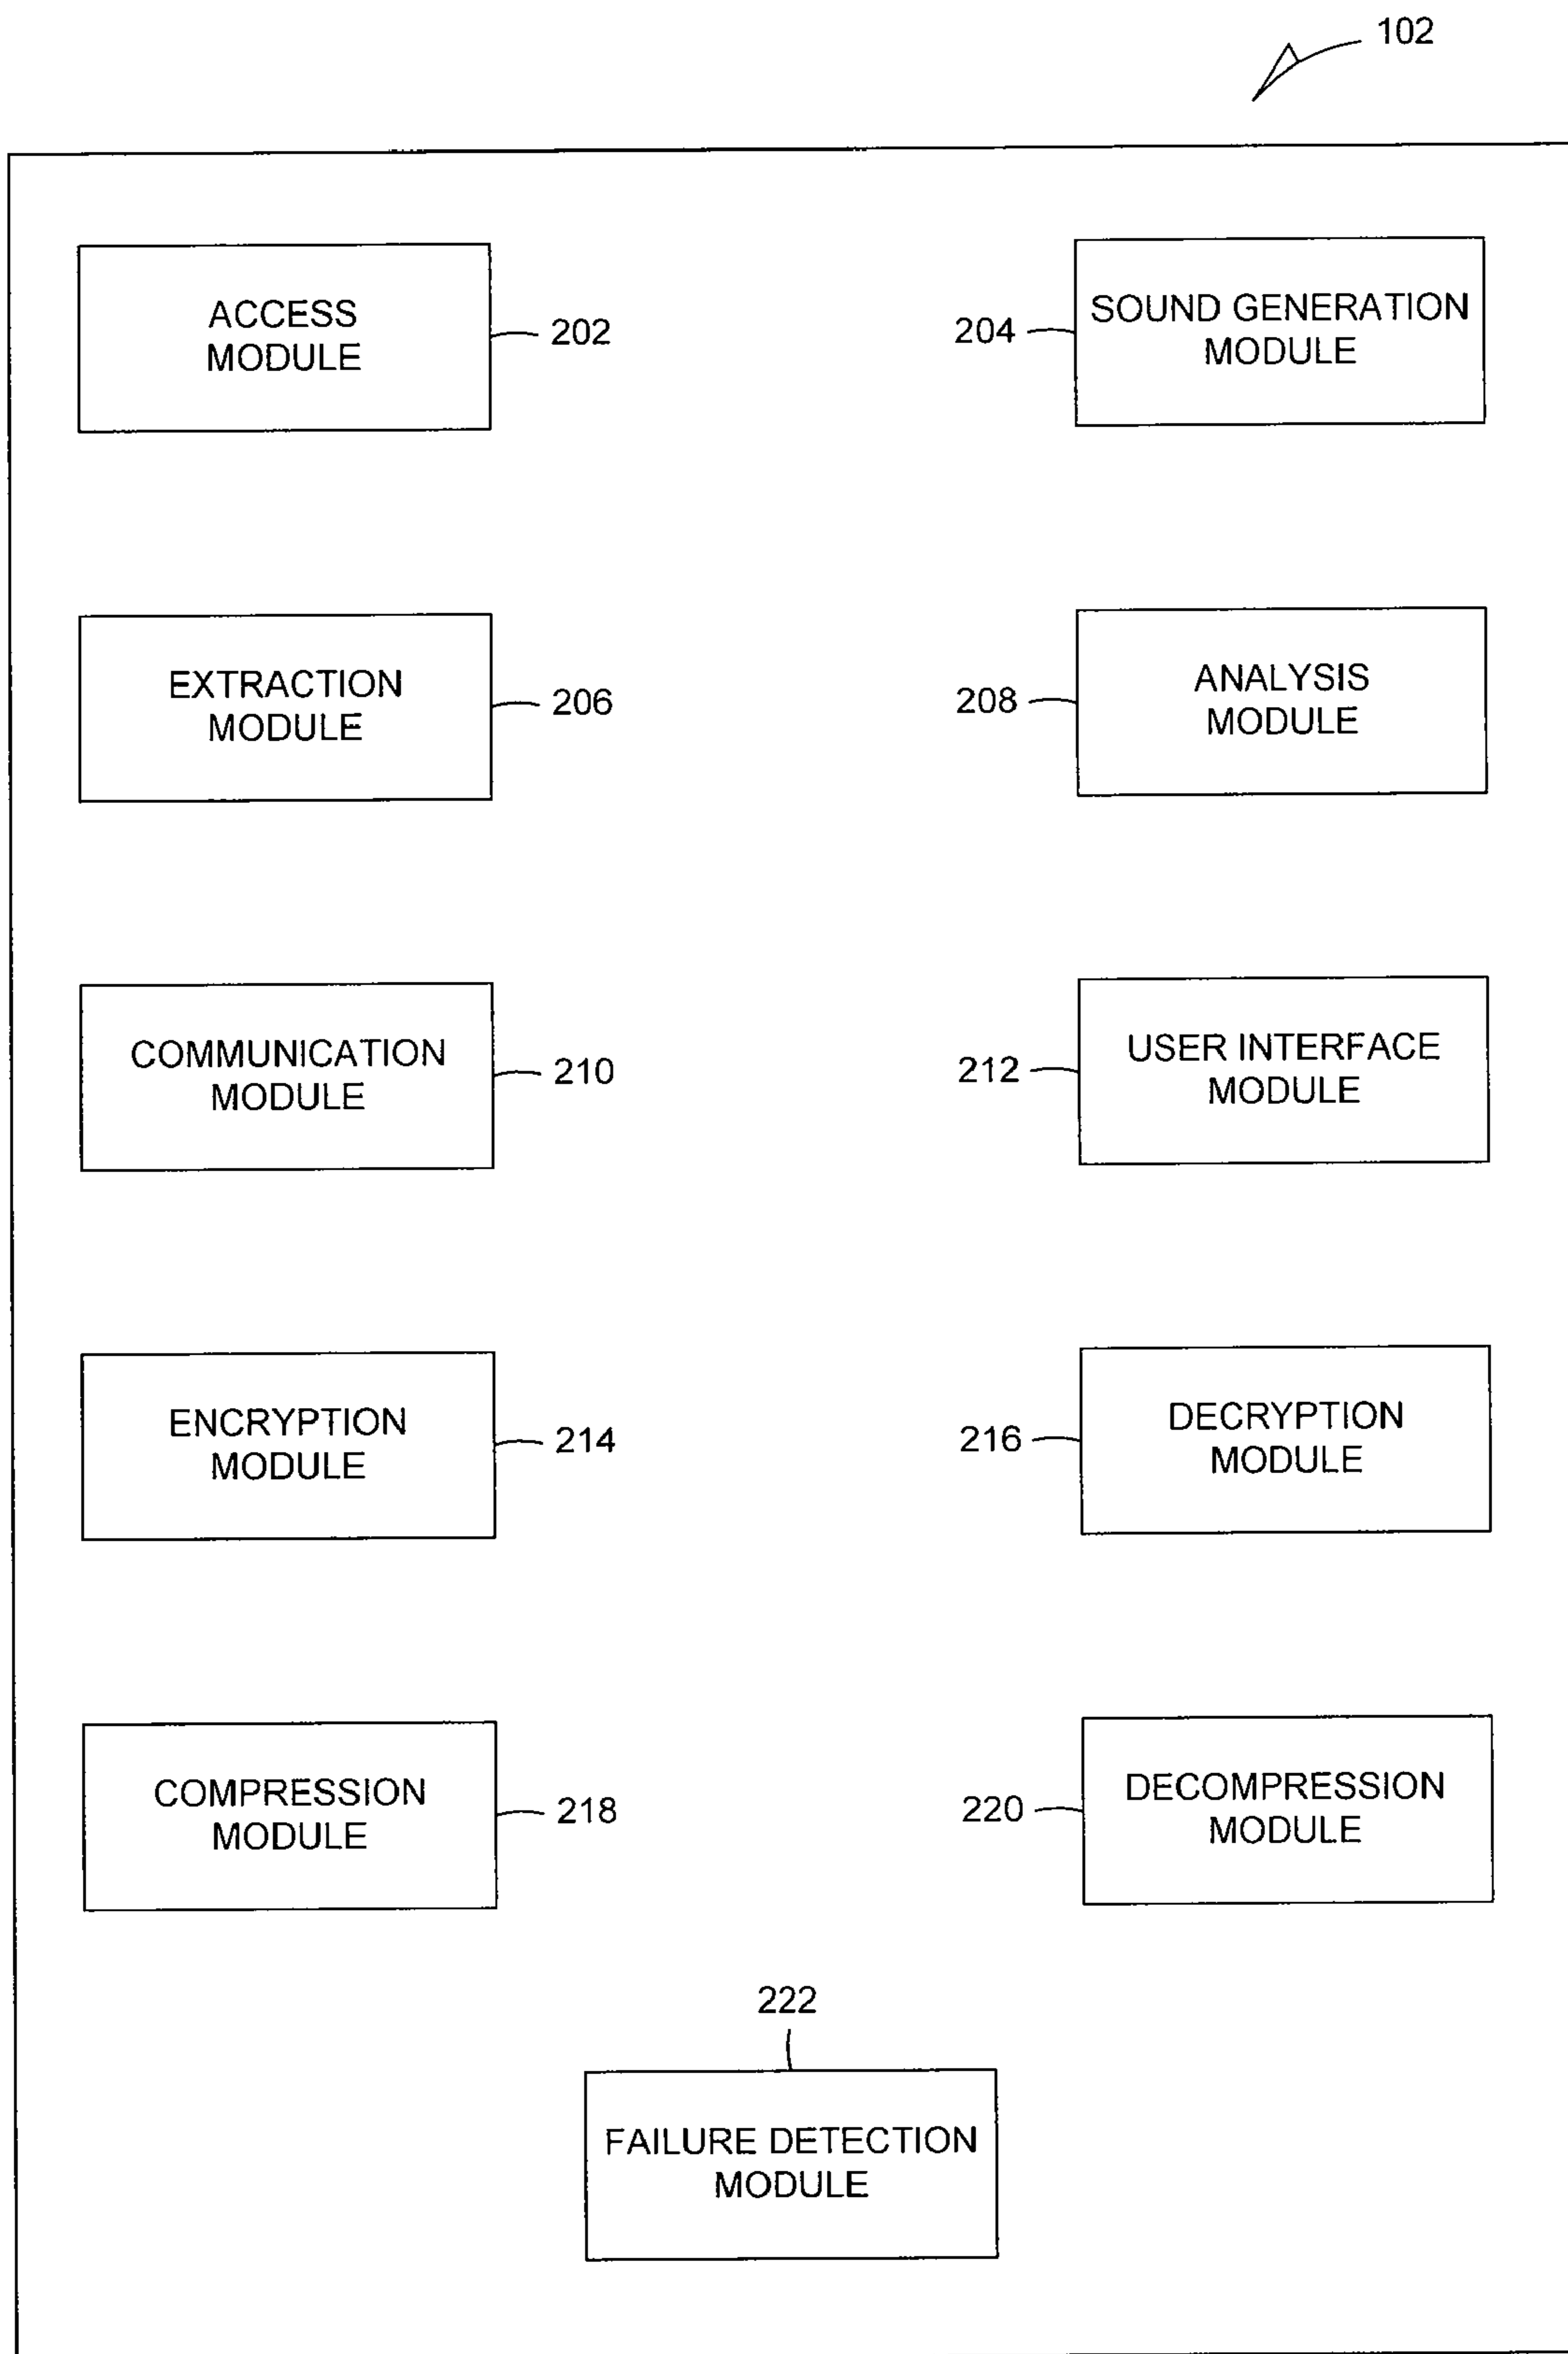 102
ACCESS
MODULE
202
204
SOUND GENERATION
MODULE
EXTRACTION
MODULE
206
208
ANALYSIS
MODULE
COMMUNICATION
MODULE
210
212
USER INTERFACE
MODULE
ENCRYPTION
MODULE
214
216
DECRYPTION
MODULE
COMPRESSION
MODULE
218
220
DECOMPRESSION
MODULE
222
FAILURE DETECTION
MODULE